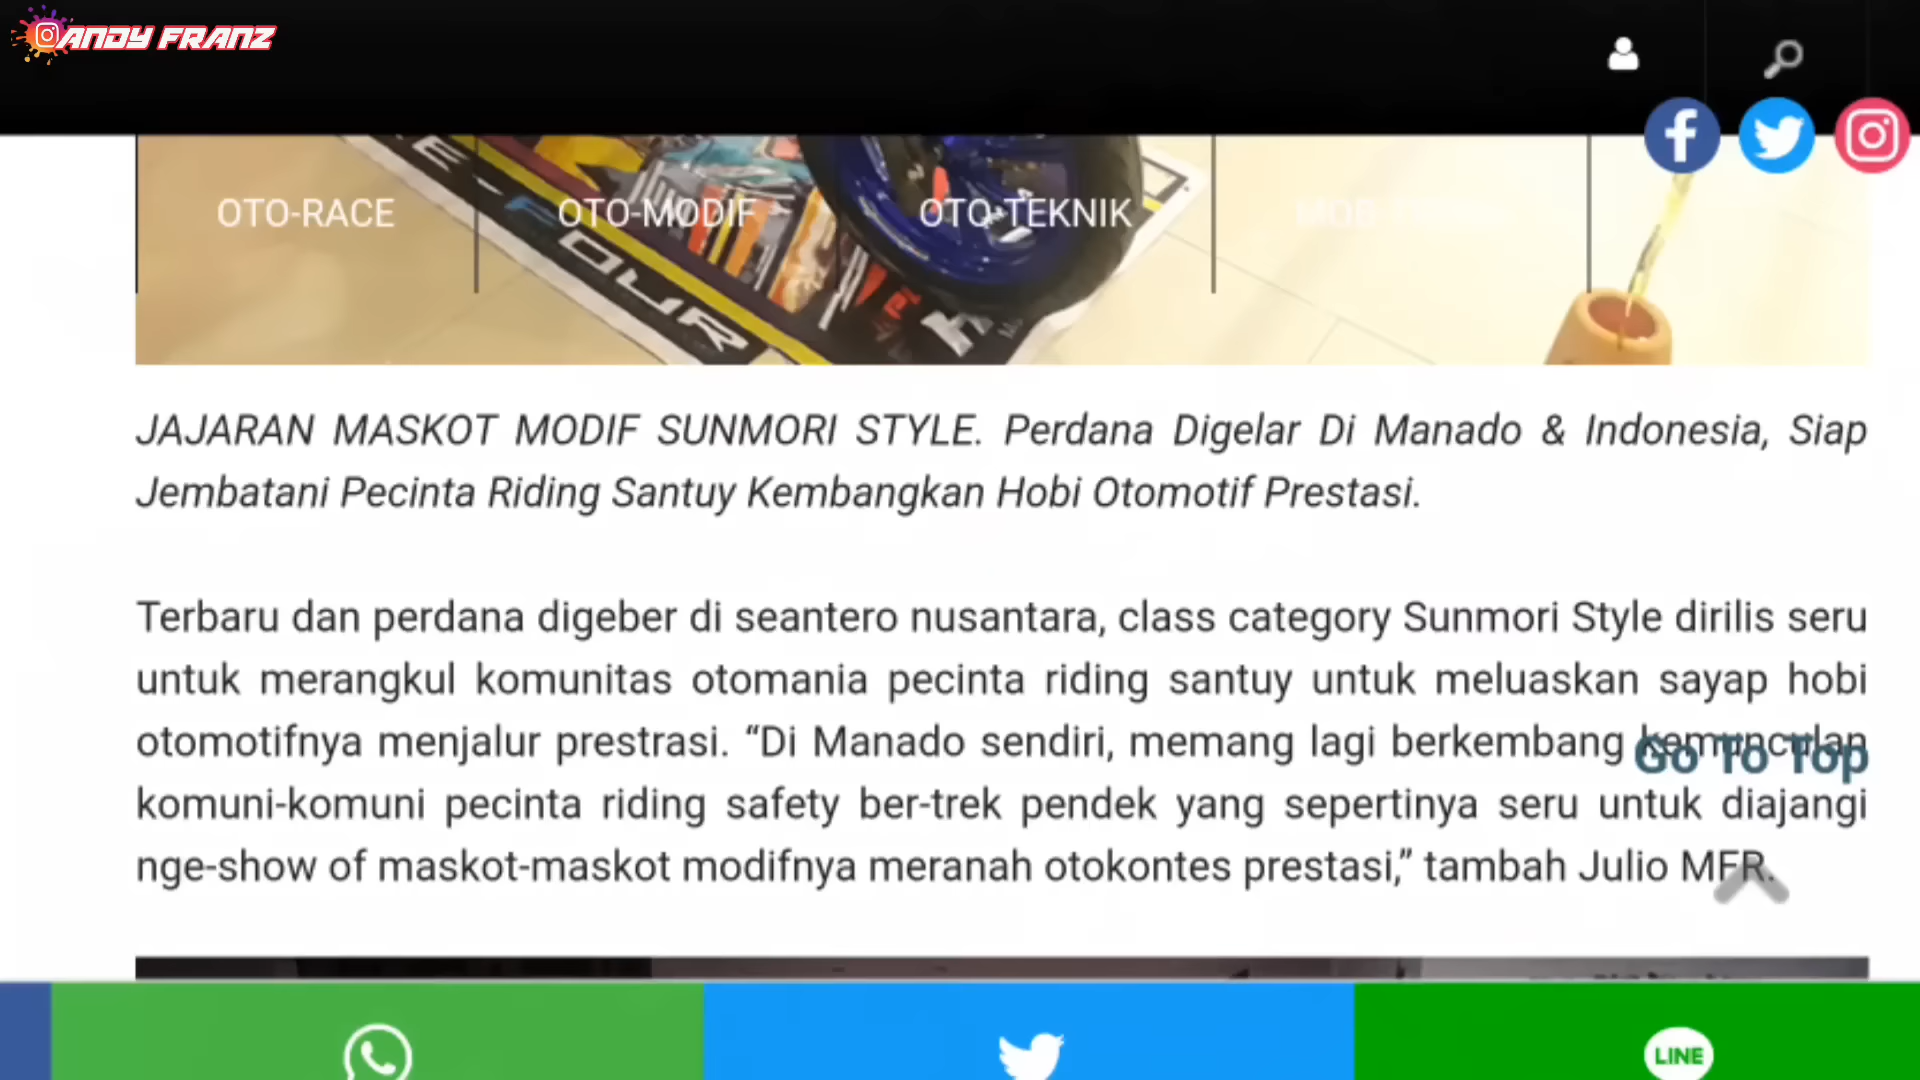 ANDY FRANZ
OTO-RACE
OTO-MODIF
OTO-TEKNIK
E-
OUR
JAJARAN MASKOT MODIF SUNMORI STYLE. Perdana Digelar Di Manado & Indonesia, Siap
Jembatani Pecinta Riding Santuy Kembangkan Hobi Otomotif Prestasi.
Terbaru dan perdana digeber di seantero nusantara, class category Sunmori Style dirilis seru
untuk merangkul komunitas otomania pecinta riding santuy untuk meluaskan sayap hobi
otomotifnya menjalur prestrasi. “Di Manado sendiri, memang lagi berkembang kemunculan
Go To Top
komuni-komuni pecinta riding safety ber-trek pendek yang sepertinya seru untuk diajangi
nge-show of maskot-maskot modifnya meranah otokontes prestasi,” tambah Julio MFR.
LINE